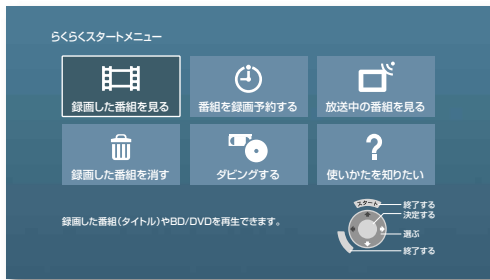 らくらくスタートメニュー
録画した番組を見る
番組を録画予約する
放送中の番組を見る
録画した番組を消す
ダビングする
使いかたを知りたい
録画した番組(タイトル)やBD/DVDを再生できます。
スタート
終了する
決定する
選ぶ
終了する